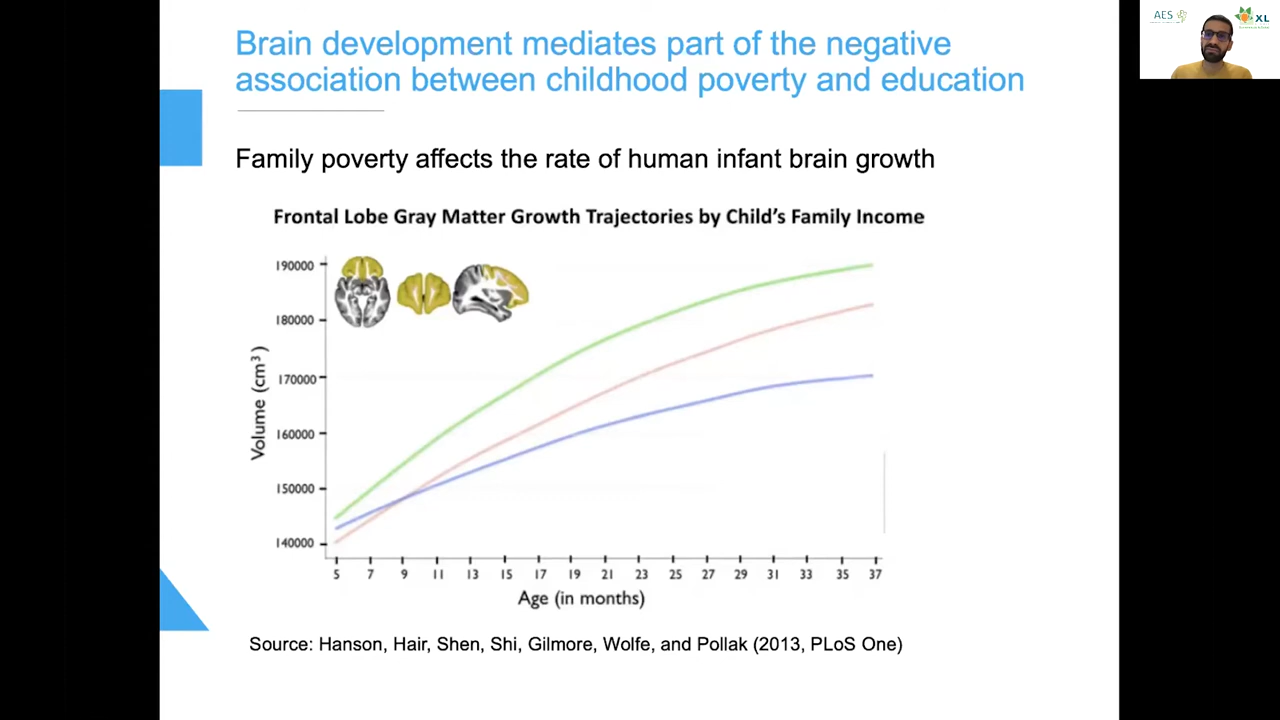 Brain development mediates part of the negative
association between childhood poverty and education
Family poverty affects the rate of human infant brain growth
Frontal Lobe Gray Matter Growth Trajectories by Child's Family Income
190000
180000
170000
160000
150000
140000
Volume (cm³)
5 7 9 11 13 15 17 19 21 23 25 27 29 31 33 35 37
Age (in months)
Source: Hanson, Hair, Shen, Shi, Gilmore, Wolfe, and Pollak (2013, PLoS One)
AES
XL